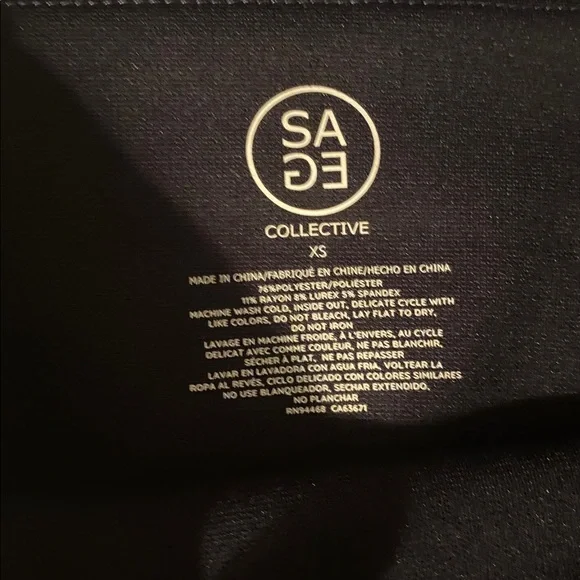 SA
GE
COLLECTIVE
XS
MADE IN CHINA/FABRIQUÉ EN CHINE/HECHO EN CHINA
76%POLYESTER/POLIÉSTER
11% RAYON 8% LUREX 5% SPANDEX
MACHINE WASH COLD, INSIDE OUT, DELICATE CYCLE WITH
LIKE COLORS, DO NOT BLEACH, LAY FLAT TO DRY,
DO NOT IRON
LAVAGE EN MACHINE FROIDE, À L'ENVERS, AU CYCLE
DELICAT AVEC COMME COULEUR, NE PAS BLANCHIR,
SÉCHER À PLAT, NE PAS REPASSER
LAVAR EN LAVADORA CON AGUA FRIA, VOLTEAR LA
ROPA AL REVÉS, CICLO DELICADO CON COLORES SIMILARES
NO USE BLANQUEADOR, SECHAR EXTENDIDO,
NO PLANCHAR
RN94468 CA63671